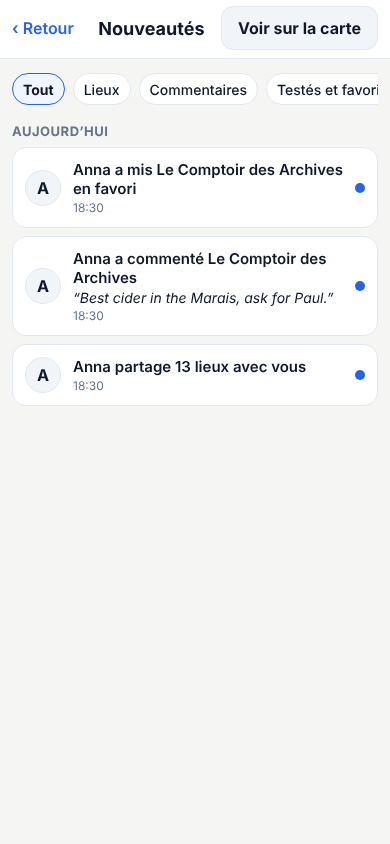 ‹ Retour
Nouveautés
Voir sur la carte
Tout
Lieux
Commentaires
Testés et favori
AUJOURD’HUI
A
Anna a mis Le Comptoir des Archives
en favori
18:30
A
Anna a commenté Le Comptoir des
Archives
“Best cider in the Marais, ask for Paul.”
18:30
A
Anna partage 13 lieux avec vous
18:30